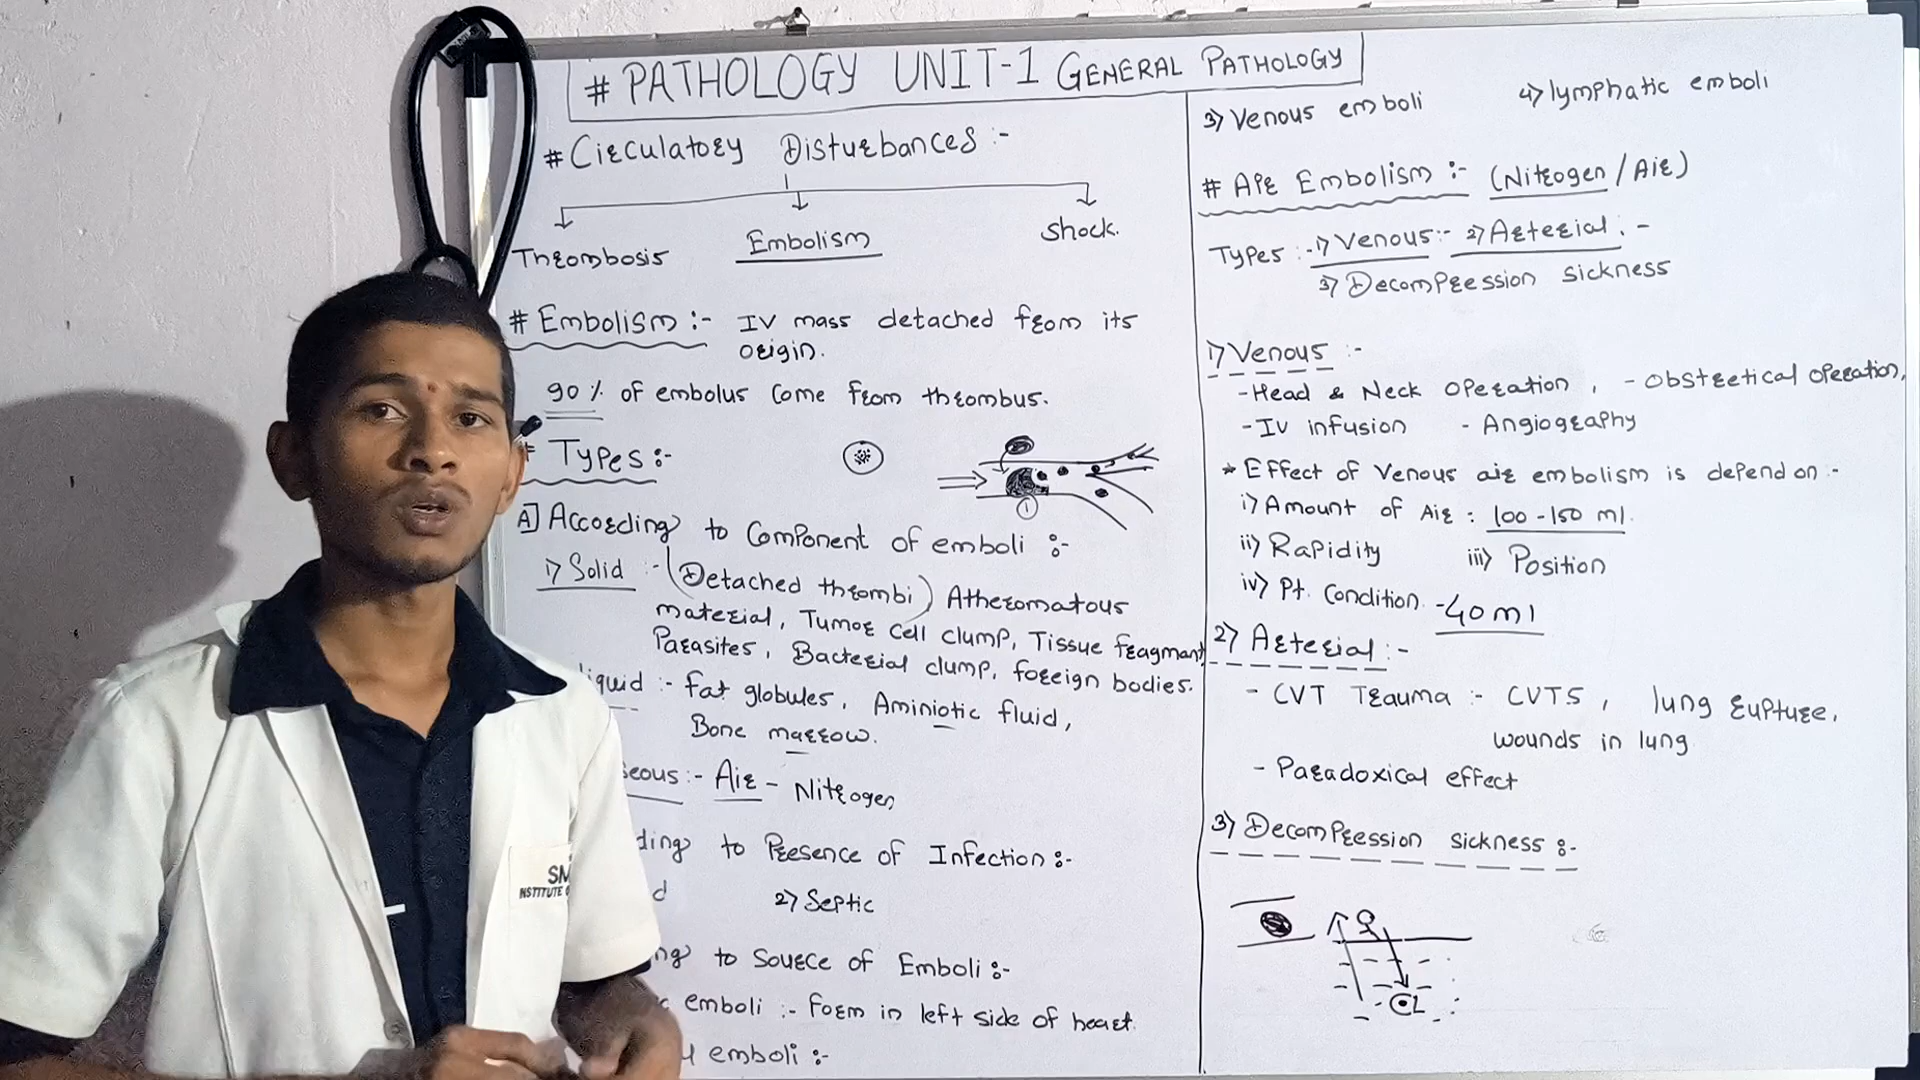 # PATHOLOGY UNIT-1 GENERAL PATHOLOGY
# Circulatory Disturbances :-
Thrombosis Embolism Shock.
# Embolism :- IV mass detached from its
origin.
90 % of embolus come from thrombus.
# Types :-
A] According to Component of emboli :-
1) Solid :- (Detached thrombi) Atheromatous
material, Tumor cell clump, Tissue fragment
Parasites, Bacterial clump, foreign bodies.
iquid :- fat globules, Aminiotic fluid,
Bone marrow.
seous :- Air - Nitrogen
ding to Presence of Infection :-
d 2) Septic
ng to Source of Emboli :-
c emboli :- Form in left side of heart.
emboli :-
3) Venous emboli 4) lymphatic emboli
# Air Embolism :- (Nitrogen / Air)
Types :- 1) Venous :- 2) Arterial :-
3) Decompression sickness
1) Venous :-
- Head & Neck operation, - Obstretical operation,
- IV infusion - Angiography
* Effect of Venous air embolism is depend on :-
i) Amount of Air : 100-150 ml.
ii) Rapidity iii) Position
iv) Pt. Condition - 40 ml
2) Arterial :-
- CVT Trauma :- CVTS, lung rupture,
wounds in lung
- Paradoxical effect
3) Decompression sickness :-
SM
NSTITUTE